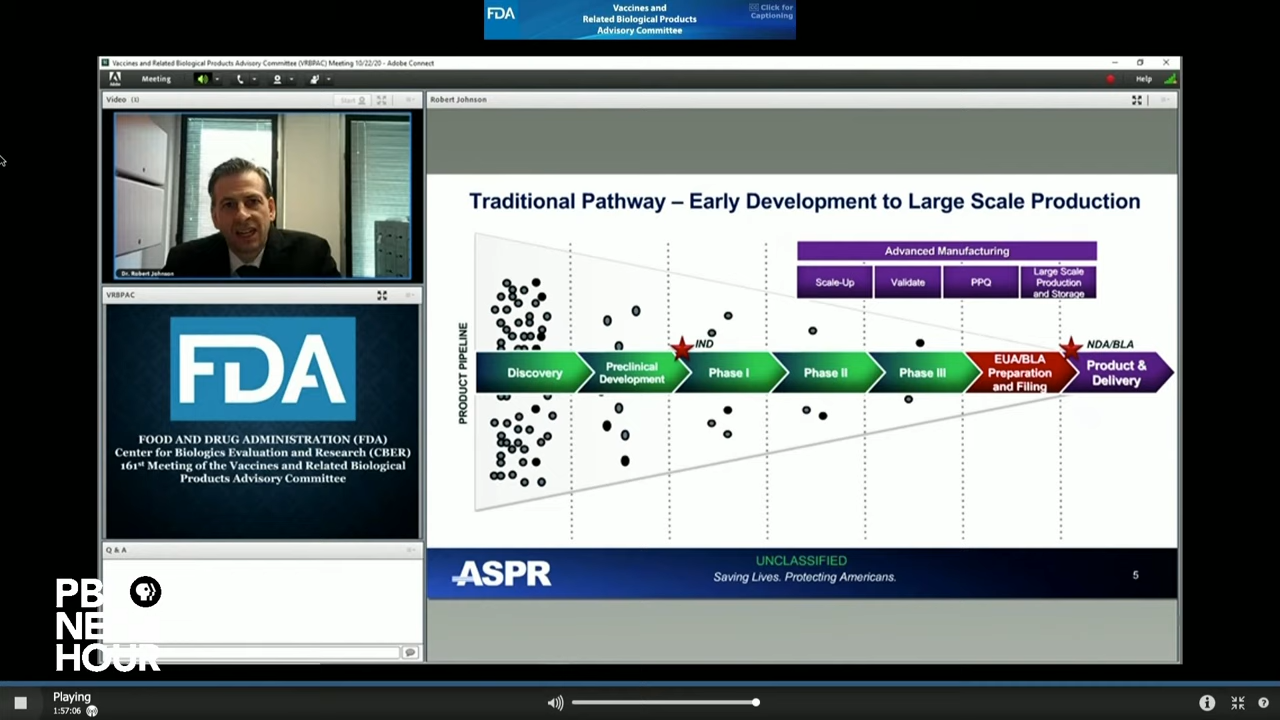 FDA
Vaccines and
Related Biological Products
Advisory Committee
Click for
Captioning
Vaccines and Related Biological Products Advisory Committee (VRBPAC) Meeting 10/22/20 - Adobe Connect
Meeting
Help
Video (1)
Start
Dr. Robert Johnson
VRBPAC
FDA
FOOD AND DRUG ADMINISTRATION (FDA)
Center for Biologics Evaluation and Research (CBER)
161st Meeting of the Vaccines and Related Biological
Products Advisory Committee
Q & A
Robert Johnson
Traditional Pathway – Early Development to Large Scale Production
Advanced Manufacturing
Scale-Up
Validate
PPQ
Large Scale
Production
and Storage
PRODUCT PIPELINE
IND
NDA/BLA
Discovery
Preclinical
Development
Phase I
Phase II
Phase III
EUA/BLA
Preparation
and Filing
Product &
Delivery
ASPR
UNCLASSIFIED
Saving Lives. Protecting Americans.
5
PB
NE
HOUR
Playing
1:57:06